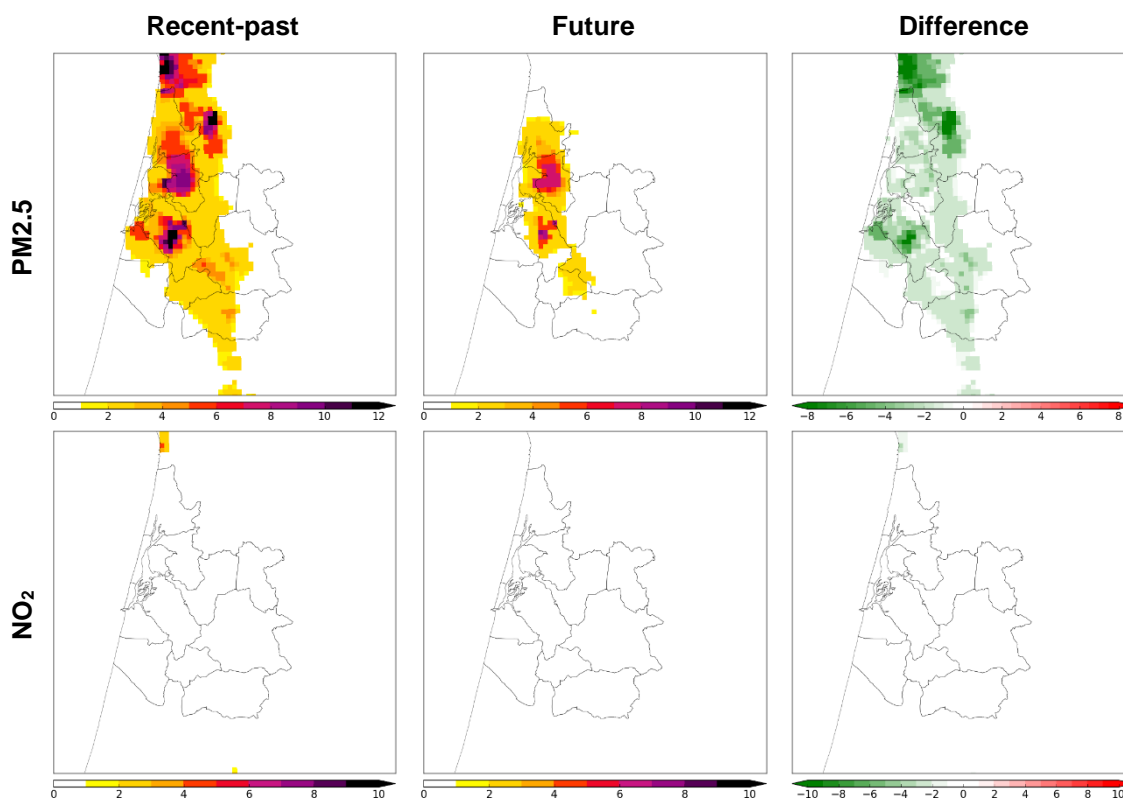 Recent-past Future Difference
PM2.5
0 2 4 6 8 10 12 0 2 4 6 8 10 12 −8 −6 −4 −2 0 2 4 6 8
NO₂
0 2 4 6 8 10 0 2 4 6 8 10 −10 −8 −6 −4 −2 0 2 4 6 8 10